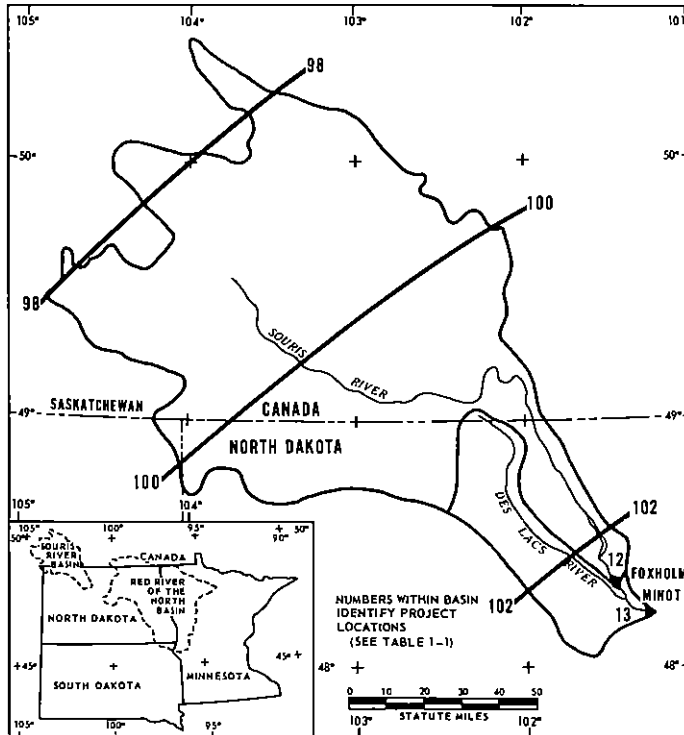 105° 104° 103° 102°
98
50° 50°
100
98
SOURIS
RIVER
SASKATCHEWAN CANADA
49° 49°
NORTH DAKOTA
100
105° 104°
102
DES LACS
RIVER
12 FOXHOLM
MINOT
13
102
NUMBERS WITHIN BASIN
IDENTIFY PROJECT
LOCATIONS
(SEE TABLE 1-1)
48° 48°
0 10 20 30 40 50
STATUTE MILES
103° 102°
105° 100° 95° 90°
50° 50°
SOURIS
RIVER
BASIN
CANADA
RED RIVER
OF THE
NORTH
BASIN
NORTH DAKOTA
45° 45°
MINNESOTA
SOUTH DAKOTA
105° 100° 95°